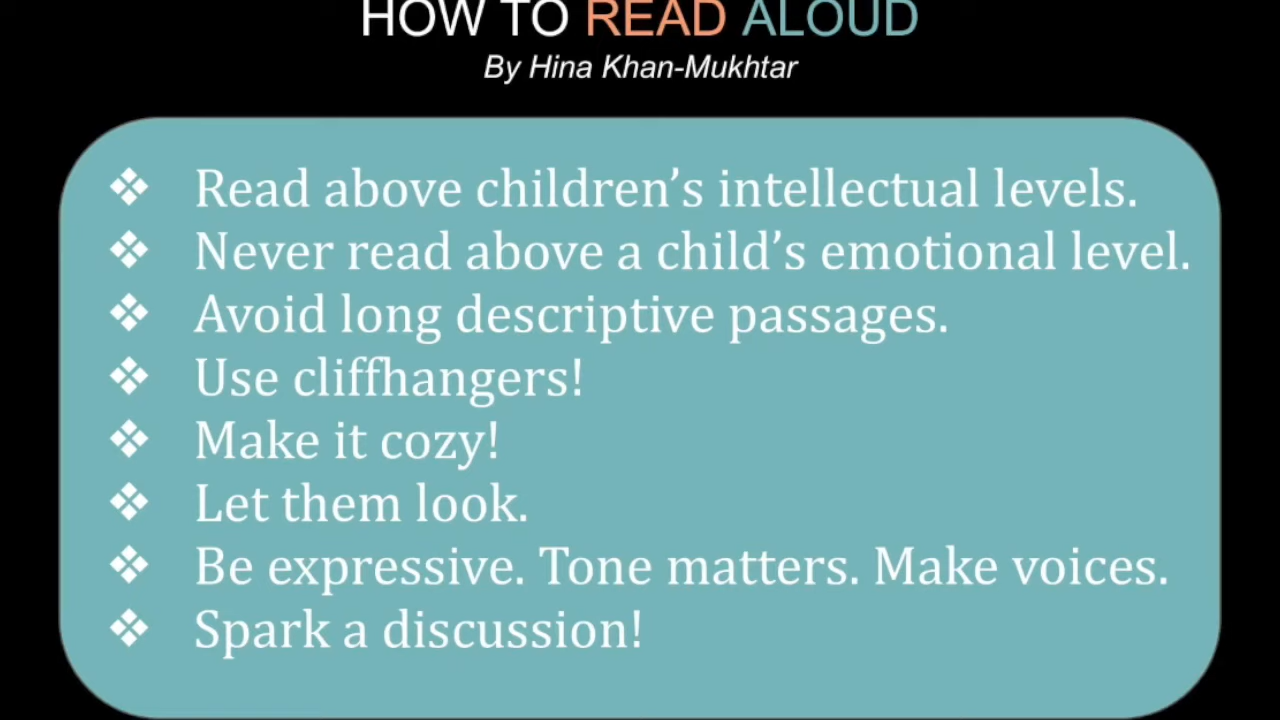 HOW TO READ ALOUD
By Hina Khan-Mukhtar
❖ Read above children’s intellectual levels.
❖ Never read above a child’s emotional level.
❖ Avoid long descriptive passages.
❖ Use cliffhangers!
❖ Make it cozy!
❖ Let them look.
❖ Be expressive. Tone matters. Make voices.
❖ Spark a discussion!